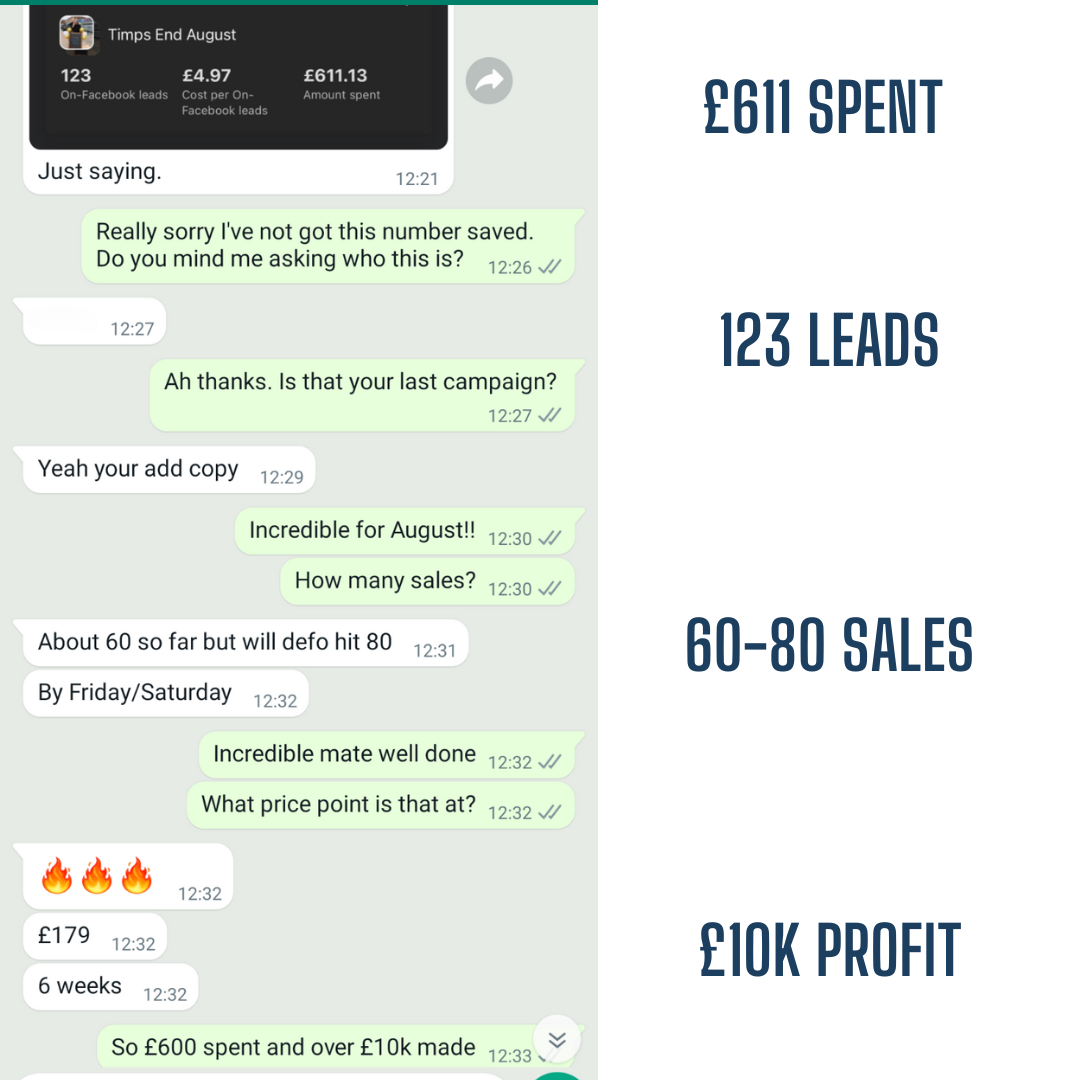 Timps End August
123 £4.97 £611.13
On-Facebook leads Cost per On- Amount spent
Facebook leads
Just saying.
12:21
£611 SPENT
Really sorry I've not got this number saved.
Do you mind me asking who this is? 12:26
12:27
123 LEADS
Ah thanks. Is that your last campaign?
12:27
Yeah your add copy 12:29
Incredible for August!! 12:30
How many sales? 12:30
About 60 so far but will defo hit 80 12:31
60-80 SALES
By Friday/Saturday 12:32
Incredible mate well done 12:32
What price point is that at? 12:32
🔥🔥🔥 12:32
£179 12:32
£10K PROFIT
6 weeks 12:32
So £600 spent and over £10k made 12:33